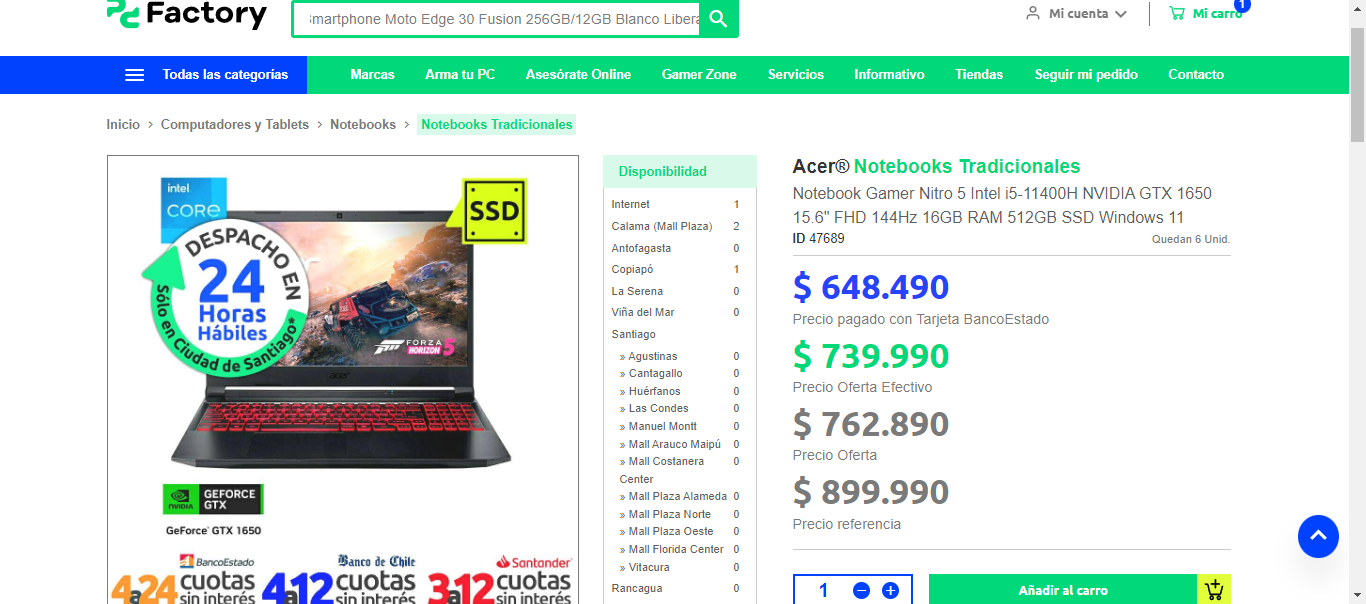 Factory
smartphone Moto Edge 30 Fusion 256GB/12GB Blanco Libera
Mi cuenta
Mi carro
1
Todas las categorías
Marcas
Arma tu PC
Asesórate Online
Gamer Zone
Servicios
Informativo
Tiendas
Seguir mi pedido
Contacto
Inicio > Computadores y Tablets > Notebooks > Notebooks Tradicionales
intel
CORE
SSD
DESPACHO EN
24
Horas
Hábiles
Sólo en Ciudad de Santiago*
FORZA
HORIZON 5
acer
NVIDIA
GEFORCE
GTX
GeForce® GTX 1650
BancoEstado
4a24 cuotas
sin interés
Banco de Chile
4a12 cuotas
sin interés
Santander
3a12 cuotas
sin interés
Disponibilidad
Internet 1
Calama (Mall Plaza) 2
Antofagasta 0
Copiapó 1
La Serena 0
Viña del Mar 0
Santiago
» Agustinas 0
» Cantagallo 0
» Huérfanos 0
» Las Condes 0
» Manuel Montt 0
» Mall Arauco Maipú 0
» Mall Costanera 0
Center
» Mall Plaza Alameda 0
» Mall Plaza Norte 0
» Mall Plaza Oeste 0
» Mall Florida Center 0
» Vitacura 0
Rancagua 0
Acer® Notebooks Tradicionales
Notebook Gamer Nitro 5 Intel i5-11400H NVIDIA GTX 1650
15.6" FHD 144Hz 16GB RAM 512GB SSD Windows 11
ID 47689
Quedan 6 Unid.
$ 648.490
Precio pagado con Tarjeta BancoEstado
$ 739.990
Precio Oferta Efectivo
$ 762.890
Precio Oferta
$ 899.990
Precio referencia
1
Añadir al carro